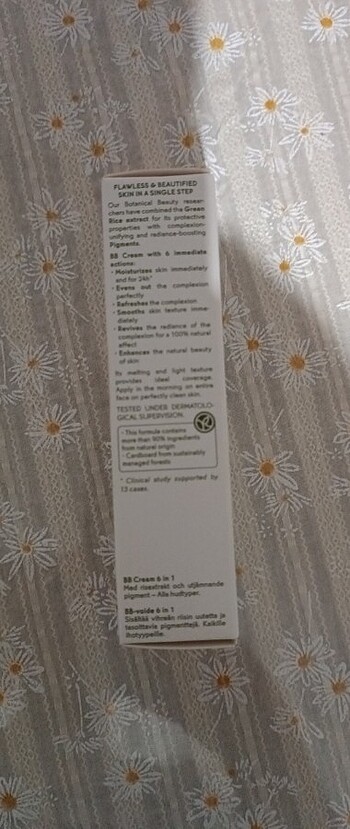 FLAWLESS & BEAUTIFIED
SKIN IN A SINGLE STEP
Our Botanical Beauty resear-
chers have combined the Green
Rice extract for its protective
properties with complexion-
unifying and radiance-boosting
Pigments.
BB Cream with 6 immediate
actions:
• Moisturizes skin immediately
and for 24h*
• Evens out the complexion
perfectly
• Refreshes the complexion
• Smooths skin texture imme-
diately
• Revives the radiance of the
complexion for a 100% natural
effect
• Enhances the natural beauty
of skin
Its melting and light texture
provides ideal coverage.
Apply in the morning on entire
face on perfectly clean skin.
TESTED UNDER DERMATOLO-
GICAL SUPERVISION.
• This formula contains
more than 90% ingredients
from natural origin
• Cardboard from sustainably
managed forests
* Clinical study supported by
13 cases.
BB Cream 6 in 1
Med risextrakt och utjämnande
pigment – Alla hudtyper.
BB-voide 6 in 1
Sisältää vihreän riisin uutetta ja
tasoittavia pigmenttejä. Kaikille
ihotyypeille.